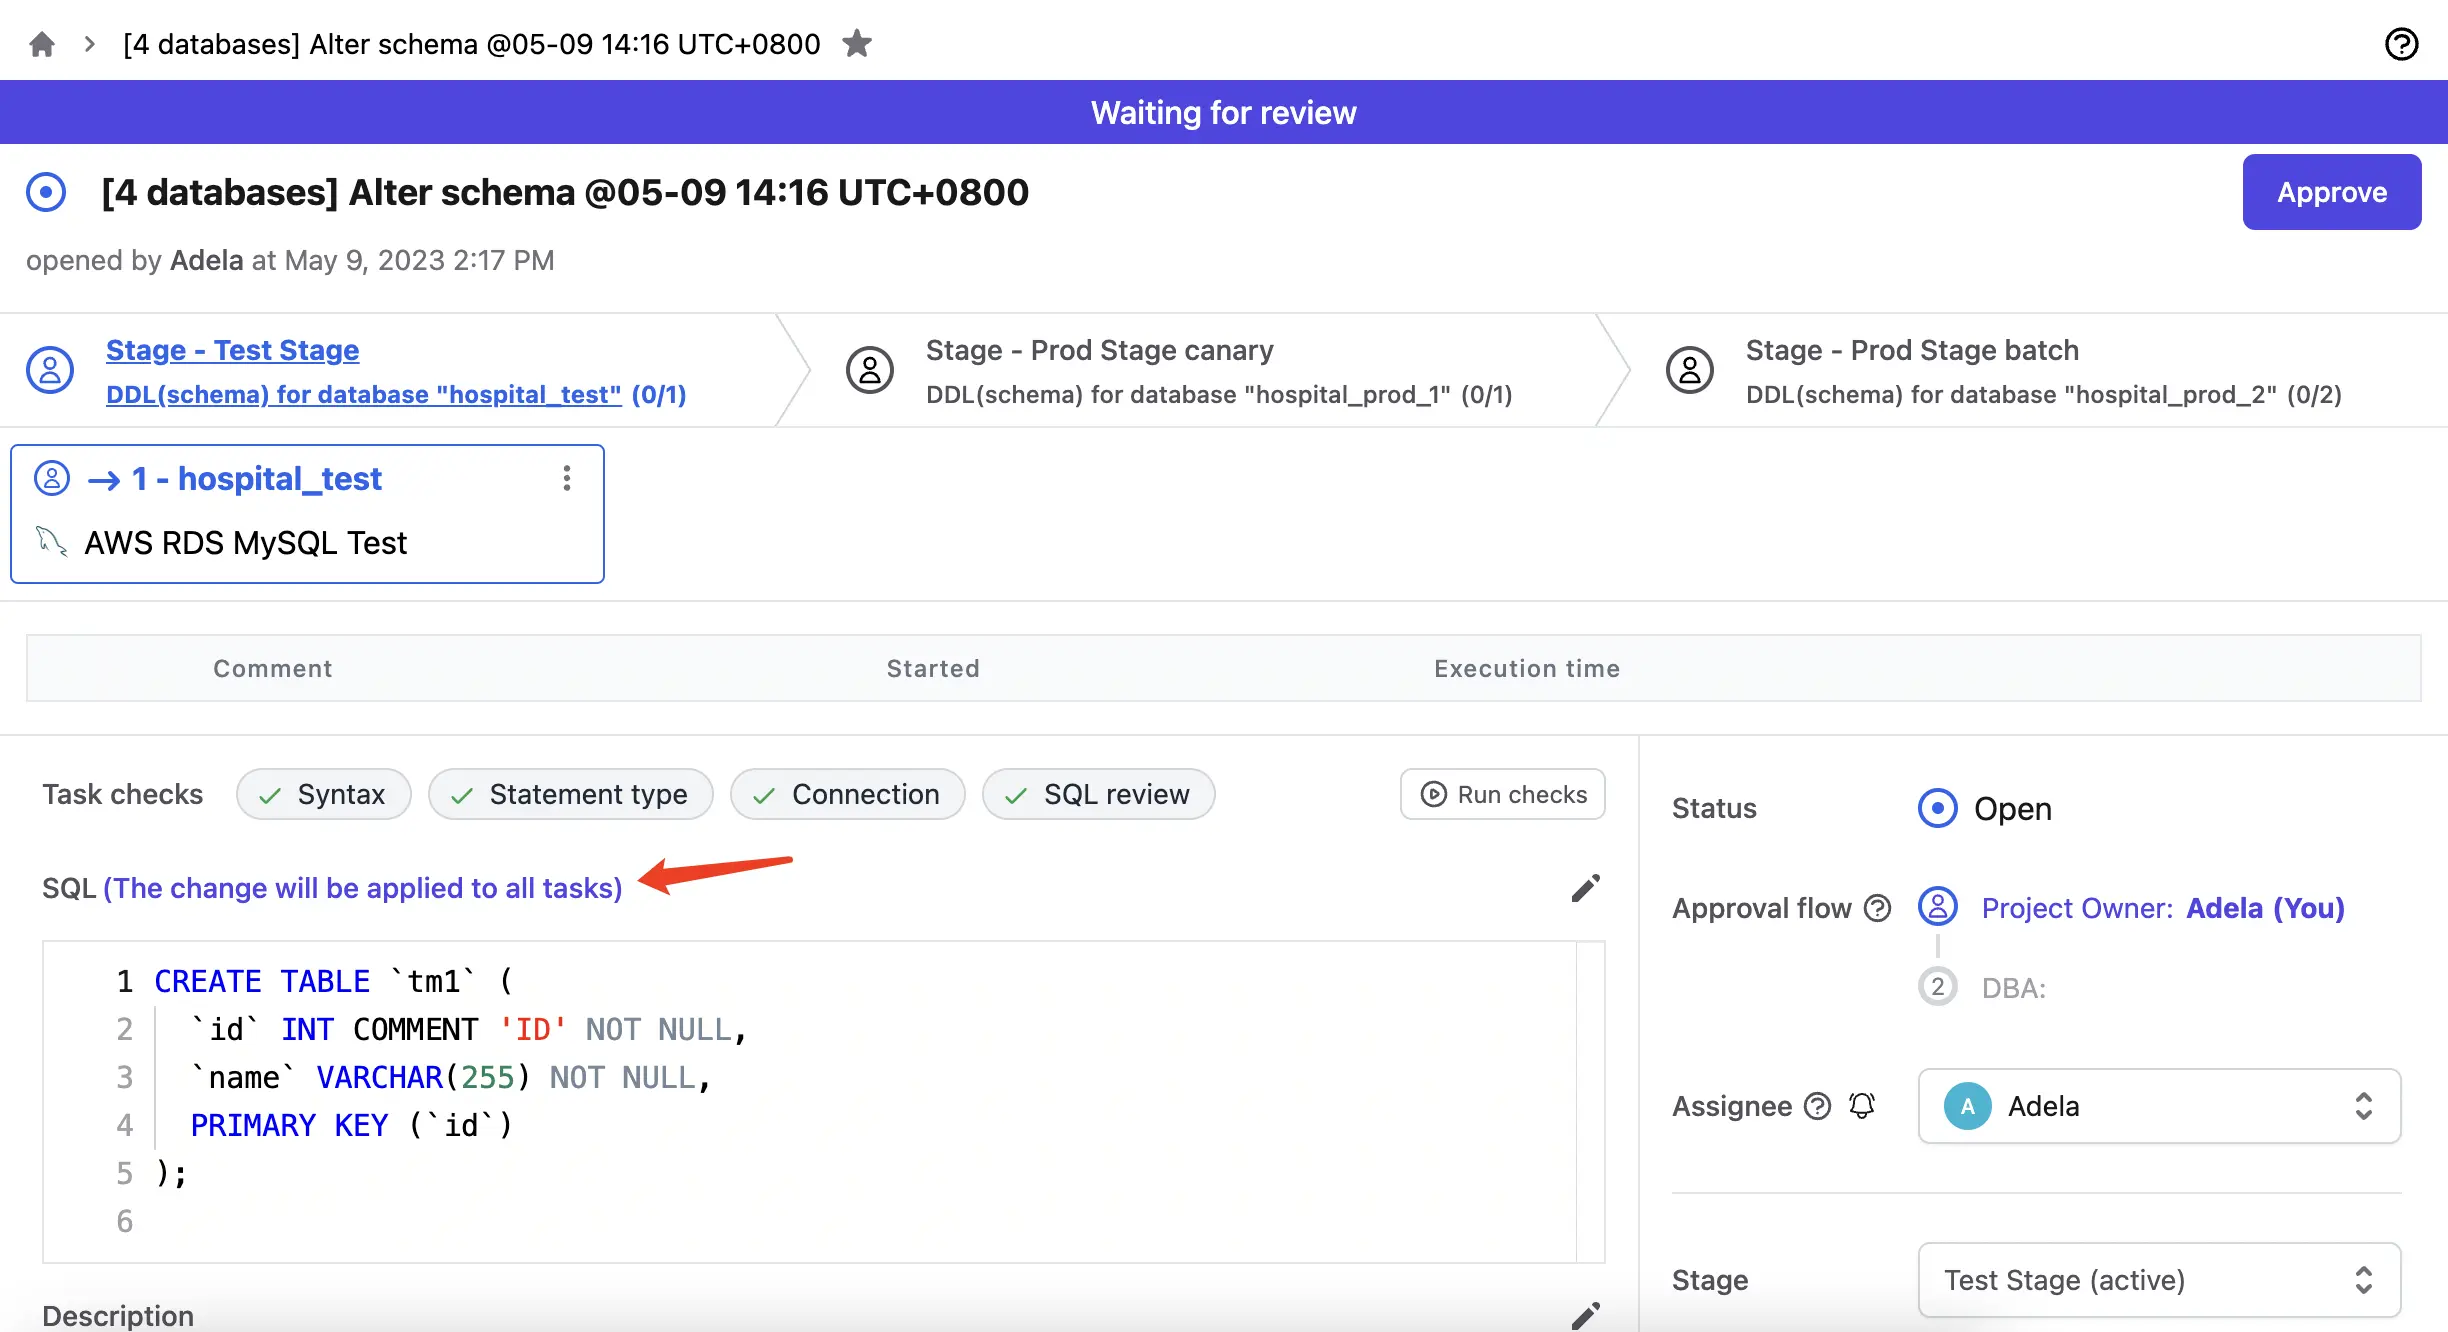 [4 databases] Alter schema @05-09 14:16 UTC+0800
Waiting for review
[4 databases] Alter schema @05-09 14:16 UTC+0800
Approve
opened by Adela at May 9, 2023 2:17 PM
Stage - Test Stage
DDL(schema) for database "hospital_test" (0/1)
Stage - Prod Stage canary
DDL(schema) for database "hospital_prod_1" (0/1)
Stage - Prod Stage batch
DDL(schema) for database "hospital_prod_2" (0/2)
→ 1 - hospital_test
AWS RDS MySQL Test
Comment Started Execution time
Task checks Syntax Statement type Connection SQL review Run checks
SQL (The change will be applied to all tasks)
1 CREATE TABLE `tm1` (
2 `id` INT COMMENT 'ID' NOT NULL,
3 `name` VARCHAR(255) NOT NULL,
4 PRIMARY KEY (`id`)
5 );
6
Description
Status Open
Approval flow Project Owner: Adela (You)
2 DBA:
Assignee A Adela
Stage Test Stage (active)